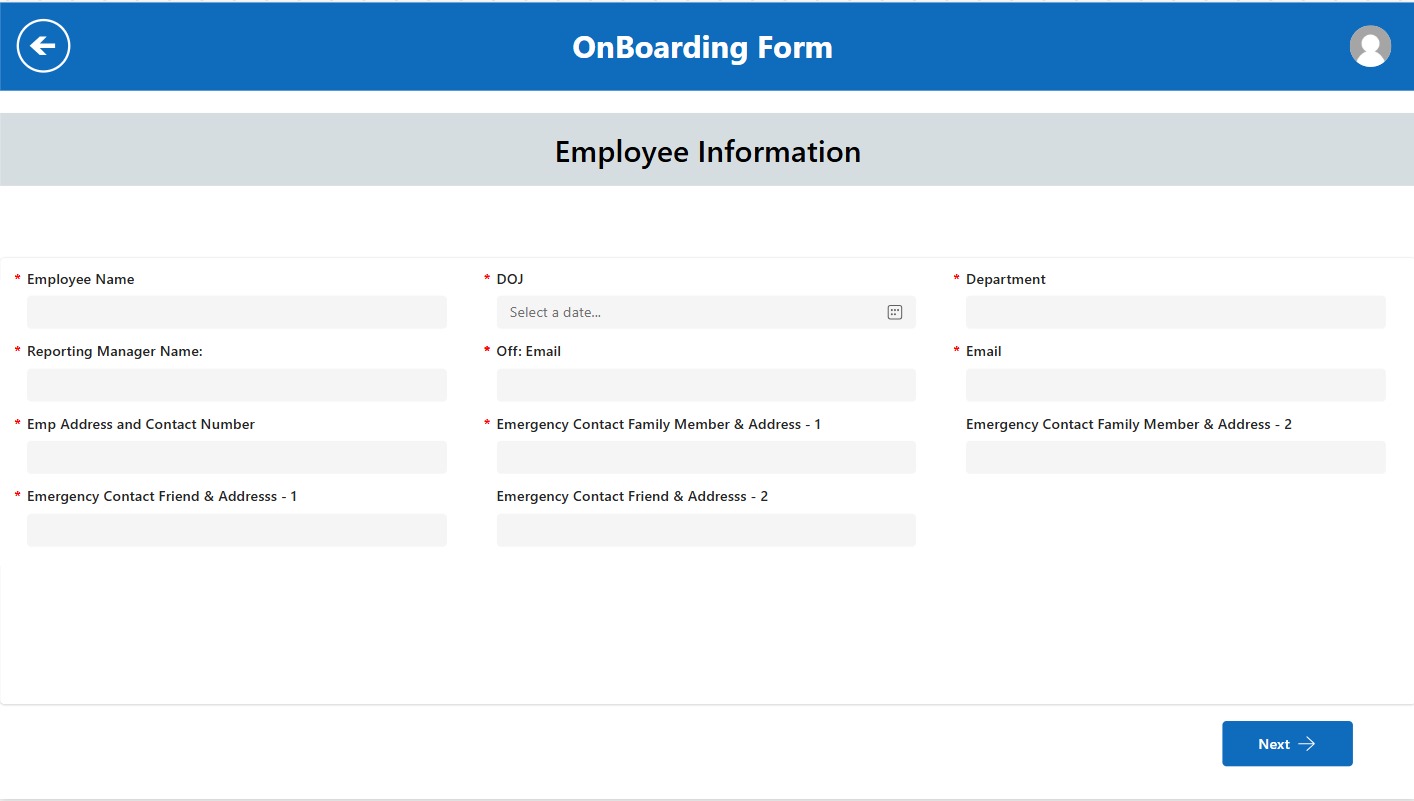 OnBoarding Form
Employee Information
* Employee Name
* DOJ
* Department
Select a date...
* Reporting Manager Name:
* Off: Email
* Email
* Emp Address and Contact Number
* Emergency Contact Family Member & Address - 1
Emergency Contact Family Member & Address - 2
* Emergency Contact Friend & Addresss - 1
Emergency Contact Friend & Addresss - 2
Next